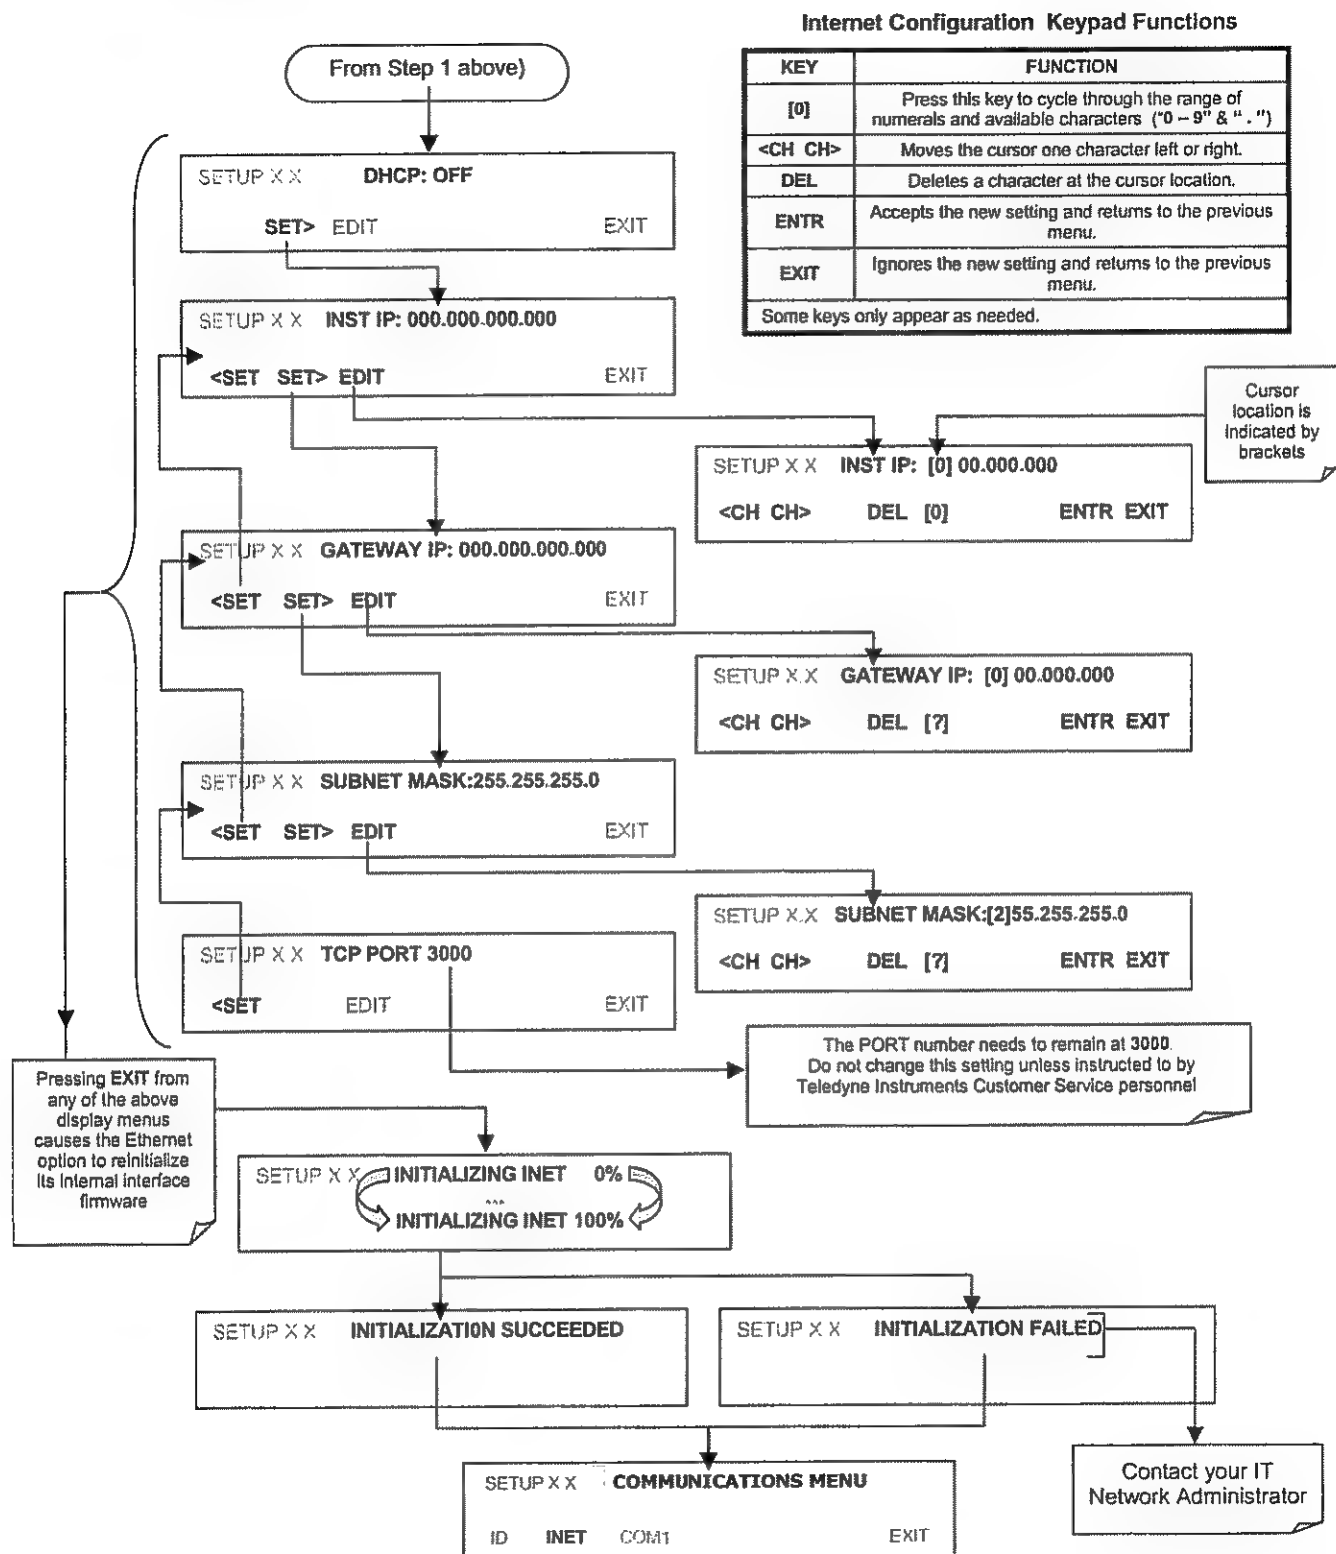 Internet Configuration Keypad Functions
KEY FUNCTION
[0] Press this key to cycle through the range of
numerals and available characters ("0 – 9" & " . ")
<CH CH> Moves the cursor one character left or right.
DEL Deletes a character at the cursor location.
ENTR Accepts the new setting and returns to the previous
menu.
EXIT Ignores the new setting and returns to the previous
menu.
Some keys only appear as needed.
From Step 1 above)
SETUP X X DHCP: OFF
SET> EDIT EXIT
SETUP X X INST IP: 000.000.000.000
<SET SET> EDIT EXIT
Cursor
location is
indicated by
brackets
SETUP X X INST IP: [0] 00.000.000
<CH CH> DEL [0] ENTR EXIT
SETUP X X GATEWAY IP: 000.000.000.000
<SET SET> EDIT EXIT
SETUP X.X GATEWAY IP: [0] 00.000.000
<CH CH> DEL [?] ENTR EXIT
SETUP X X SUBNET MASK:255.255.255.0
<SET SET> EDIT EXIT
SETUP X.X SUBNET MASK:[2]55.255.255.0
<CH CH> DEL [?] ENTR EXIT
SETUP X X TCP PORT 3000
<SET EDIT EXIT
The PORT number needs to remain at 3000.
Do not change this setting unless instructed to by
Teledyne Instruments Customer Service personnel
Pressing EXIT from
any of the above
display menus
causes the Ethernet
option to reinitialize
its internal interface
firmware
SETUP X X INITIALIZING INET 0%
...
INITIALIZING INET 100%
SETUP X X INITIALIZATI0N SUCCEEDED
SETUP X X INITIALIZATION FAILED
Contact your IT
Network Administrator
SETUP X X COMMUNICATIONS MENU
ID INET COM1 EXIT